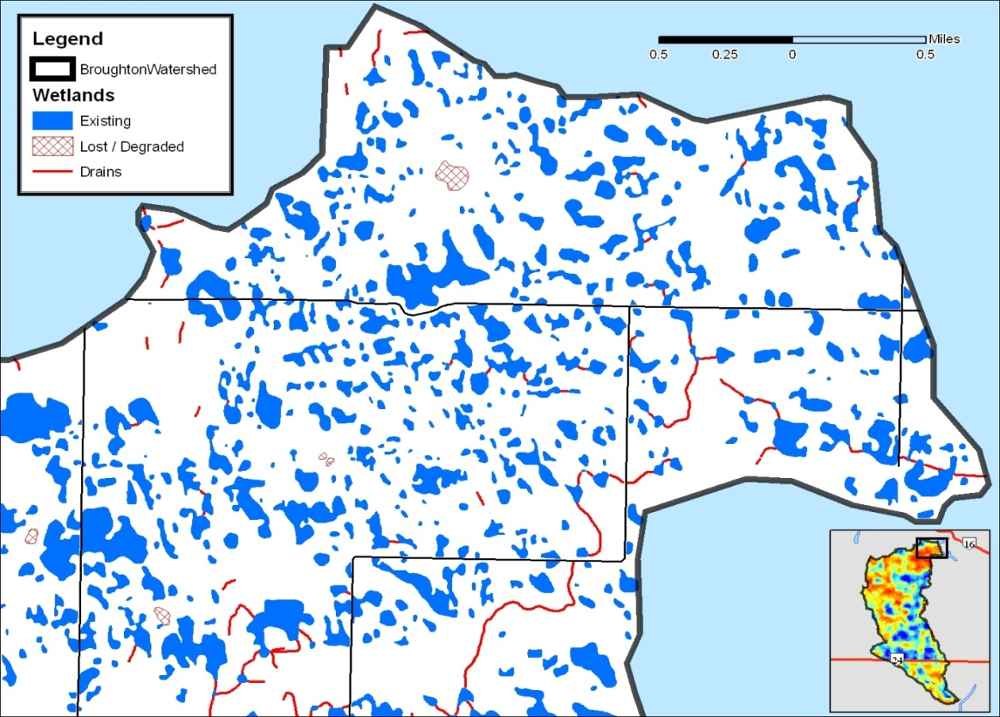 Legend
BroughtonWatershed
Wetlands
Existing
Lost / Degraded
Drains
Miles
0.5 0.25 0 0.5
16
24